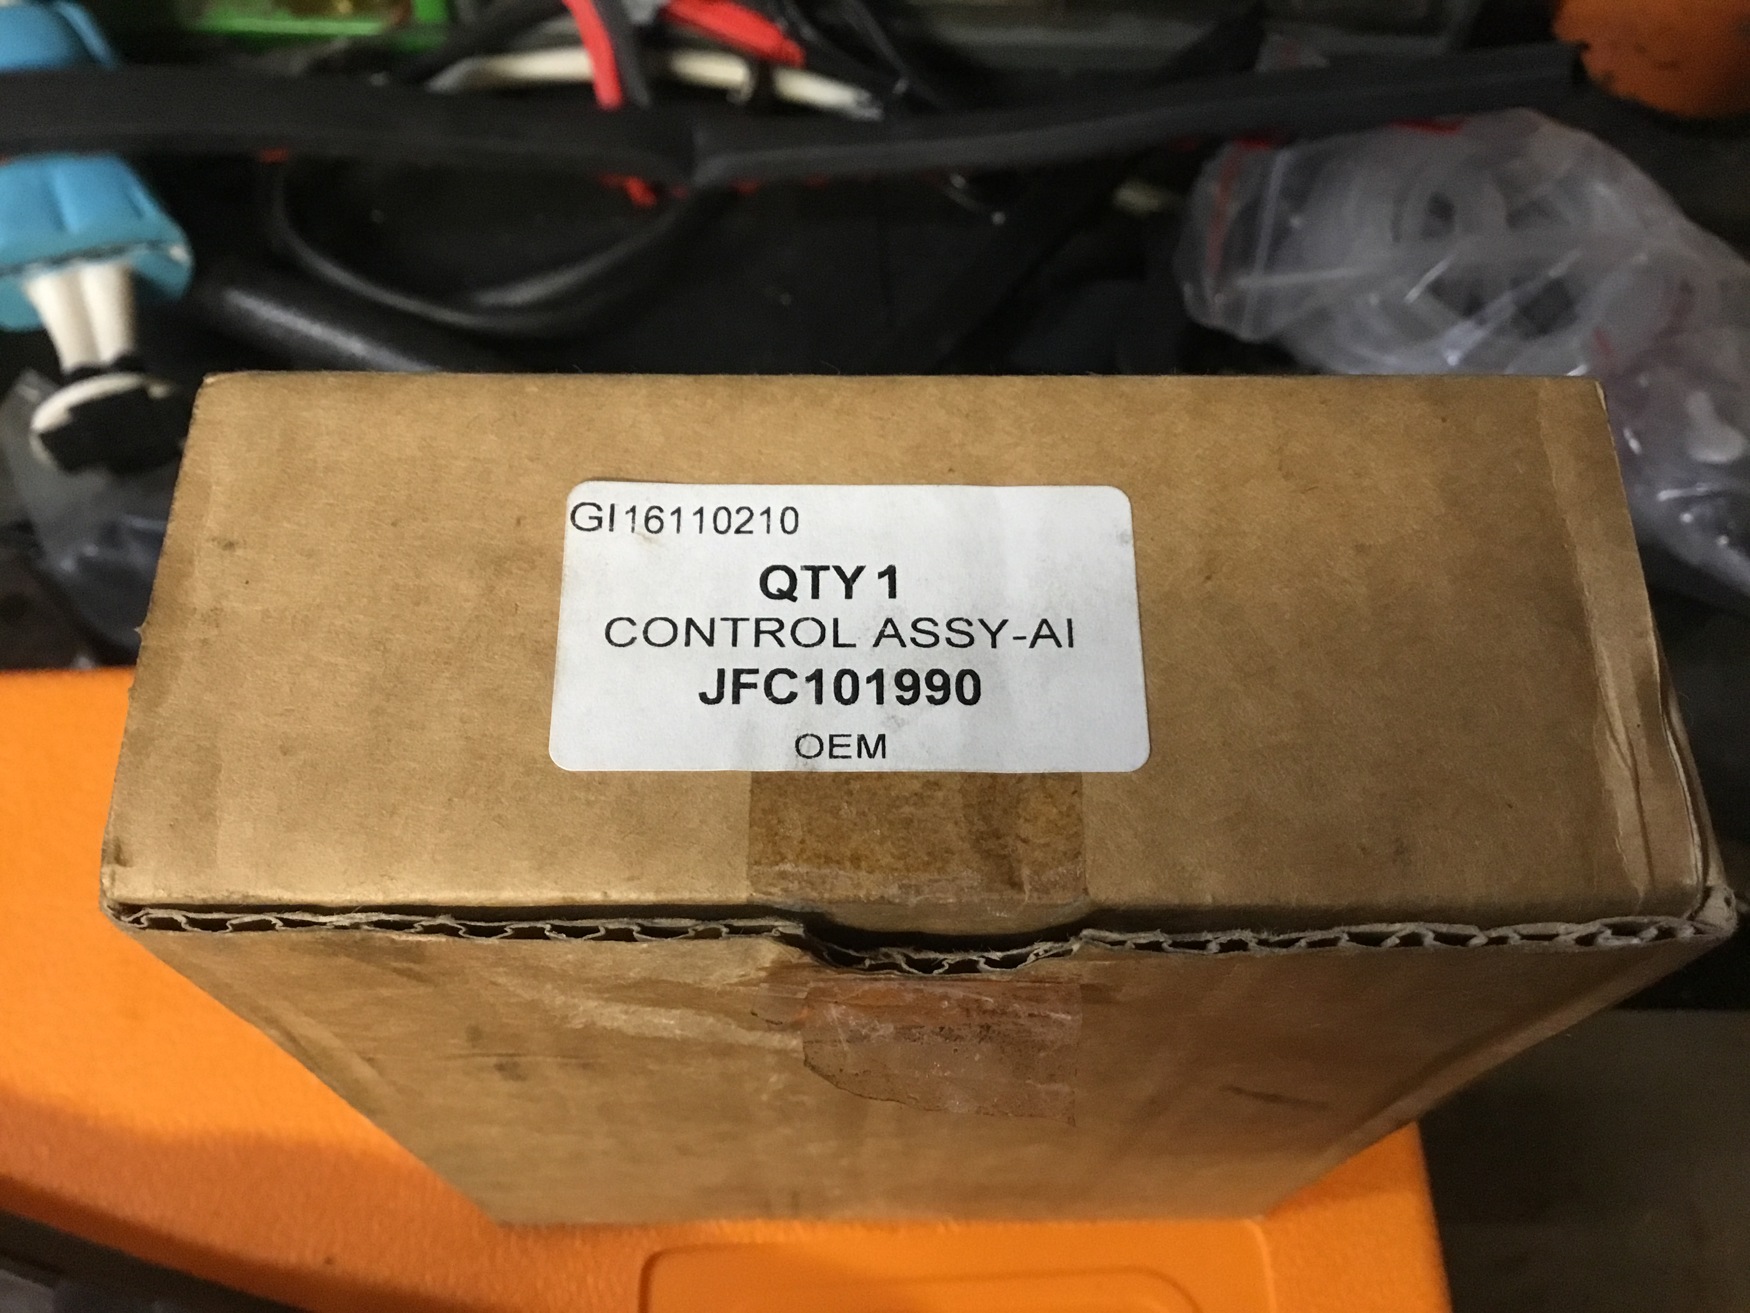 GI16110210
QTY 1
CONTROL ASSY-AI
JFC101990
OEM